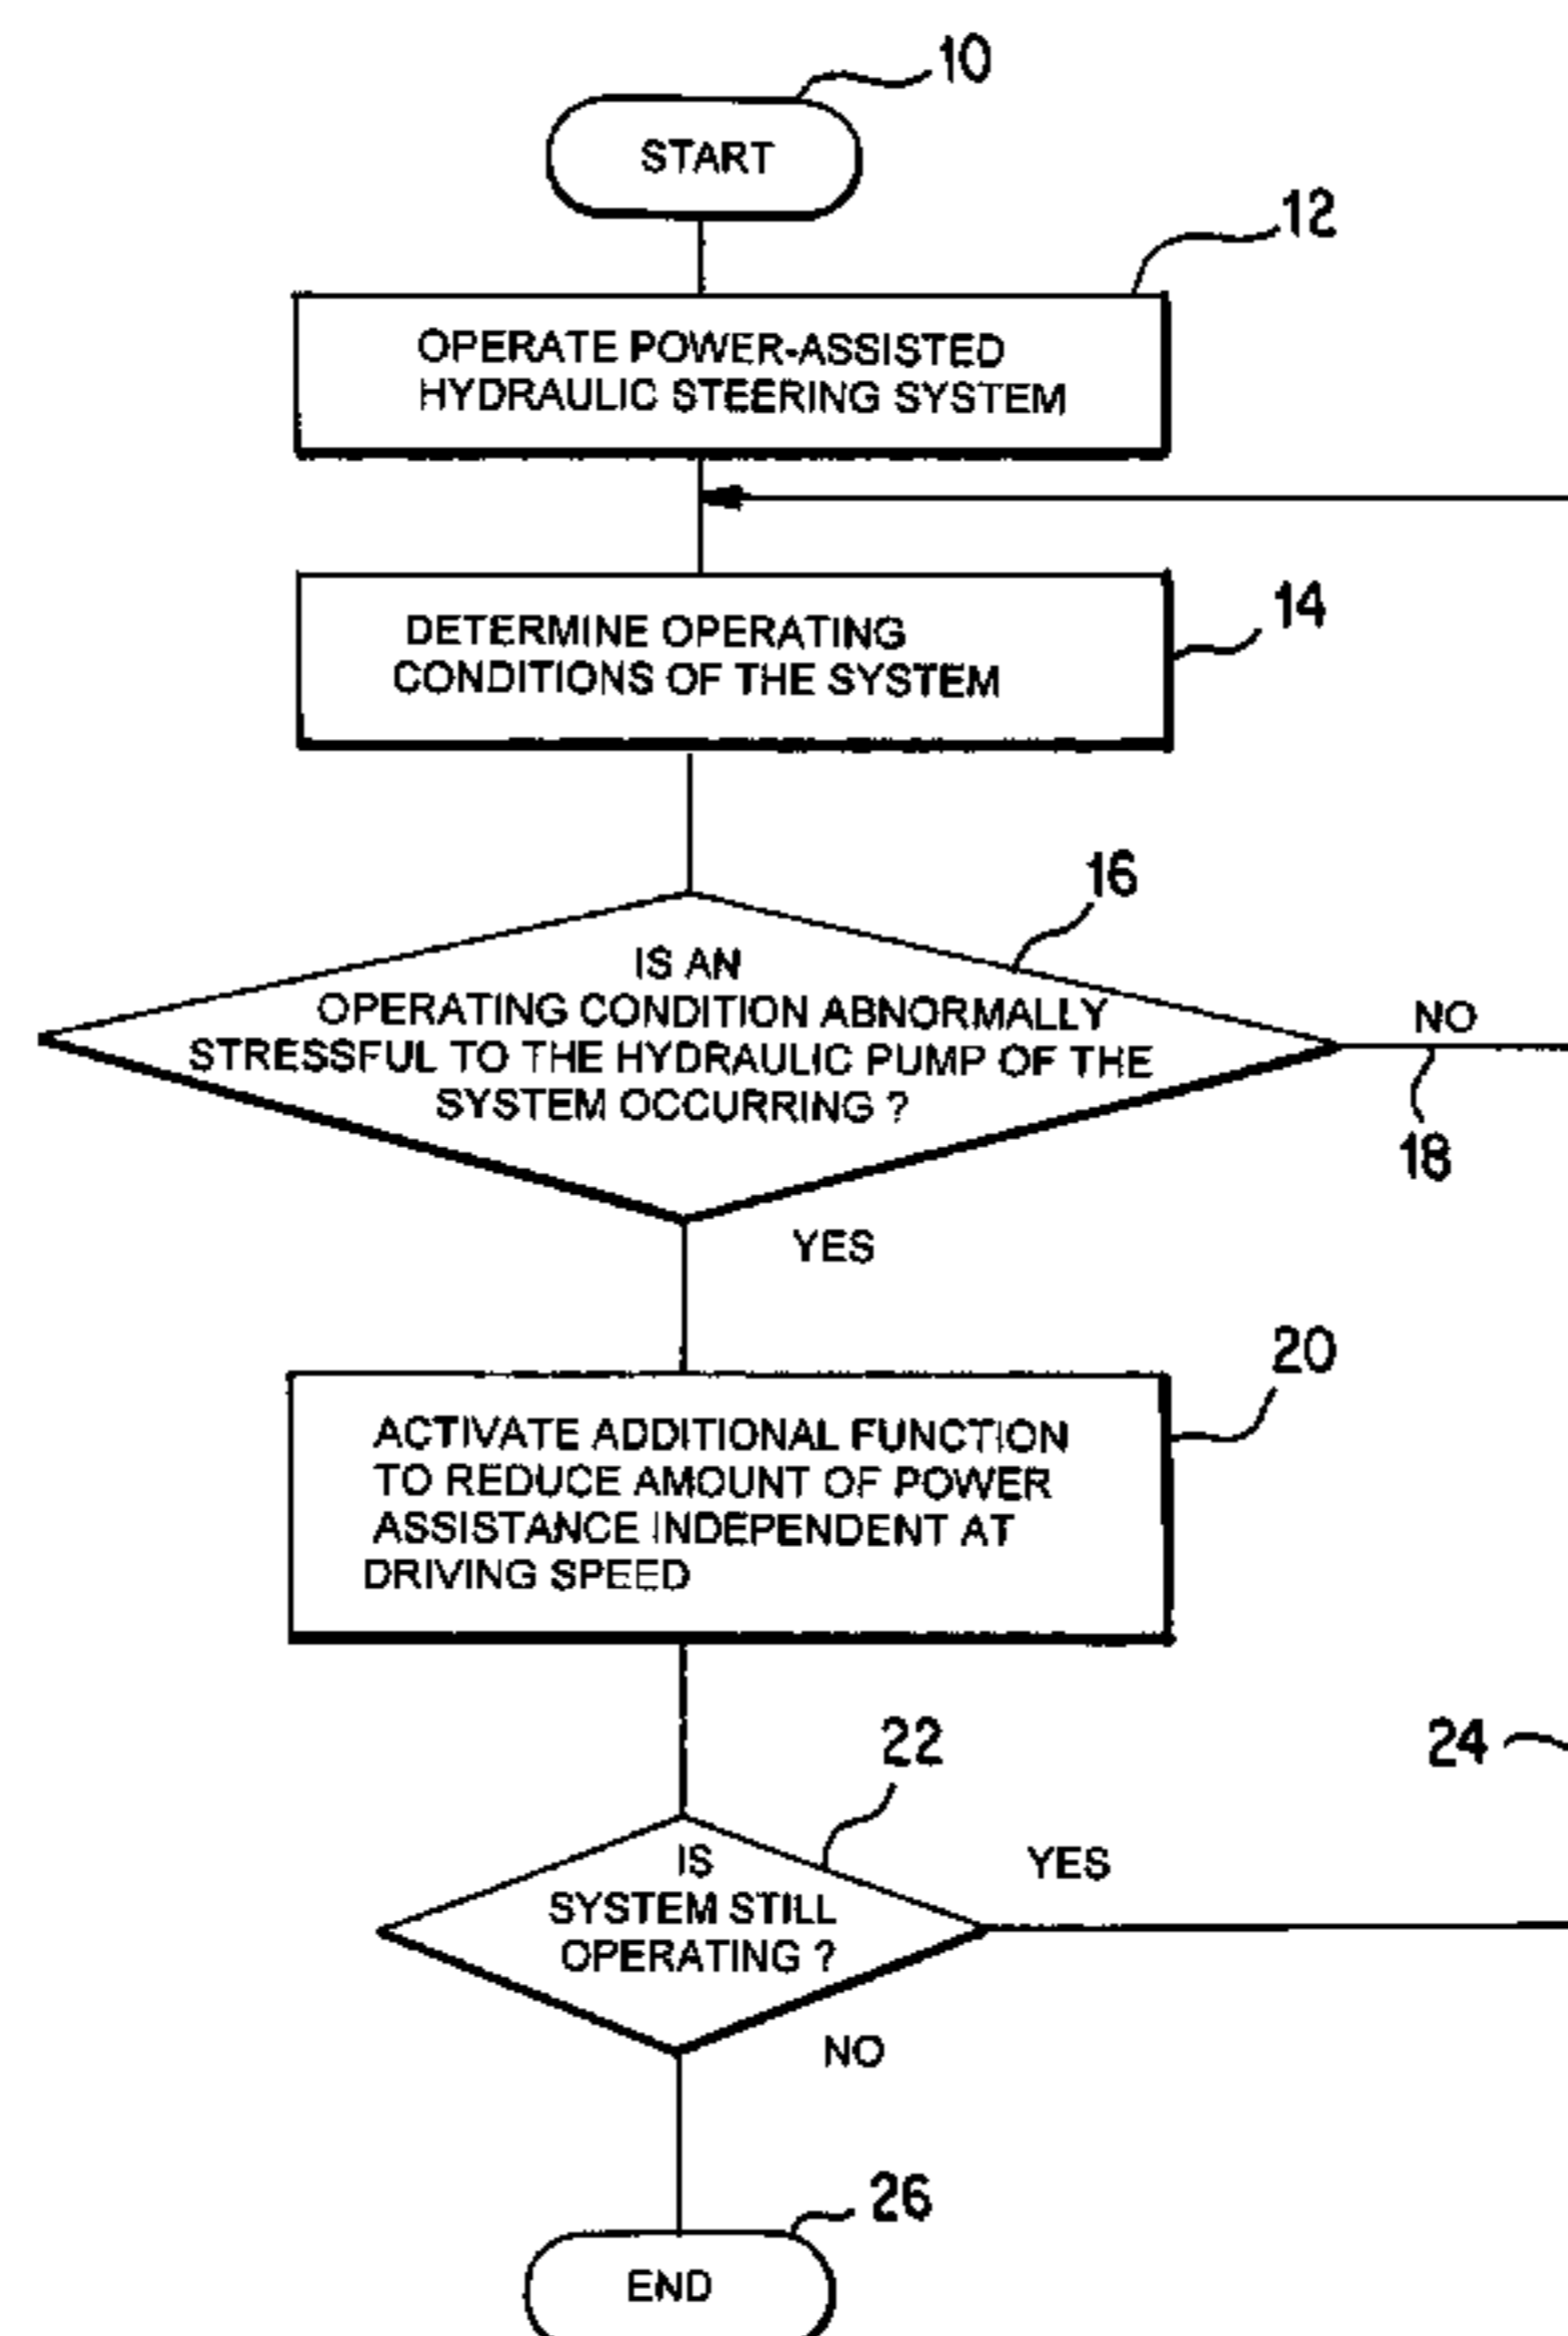 10
START
12
OPERATE POWER-ASSISTED
HYDRAULIC STEERING SYSTEM
DETERMINE OPERATING
CONDITIONS OF THE SYSTEM
14
16
IS AN
OPERATING CONDITION ABNORMALLY
STRESSFUL TO THE HYDRAULIC PUMP OF THE
SYSTEM OCCURRING ?
NO
18
YES
20
ACTIVATE ADDITIONAL FUNCTION
TO REDUCE AMOUNT OF POWER
ASSISTANCE INDEPENDENT AT
DRIVING SPEED
22
24
IS
SYSTEM STILL
OPERATING ?
YES
NO
26
END